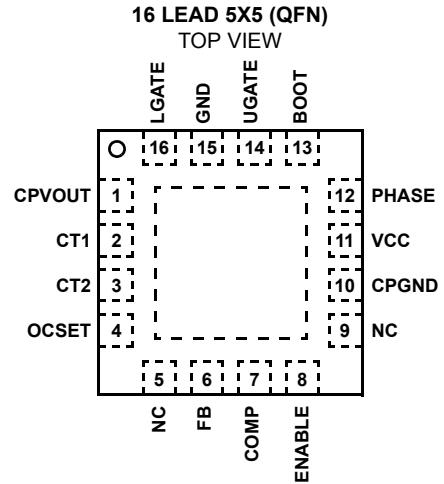 16 LEAD 5X5 (QFN)
TOP VIEW
LGATE
GND
UGATE
BOOT
16 15 14 13
CPVOUT 1 12 PHASE
CT1 2 11 VCC
CT2 3 10 CPGND
OCSET 4 9 NC
5 6 7 8
NC
FB
COMP
ENABLE